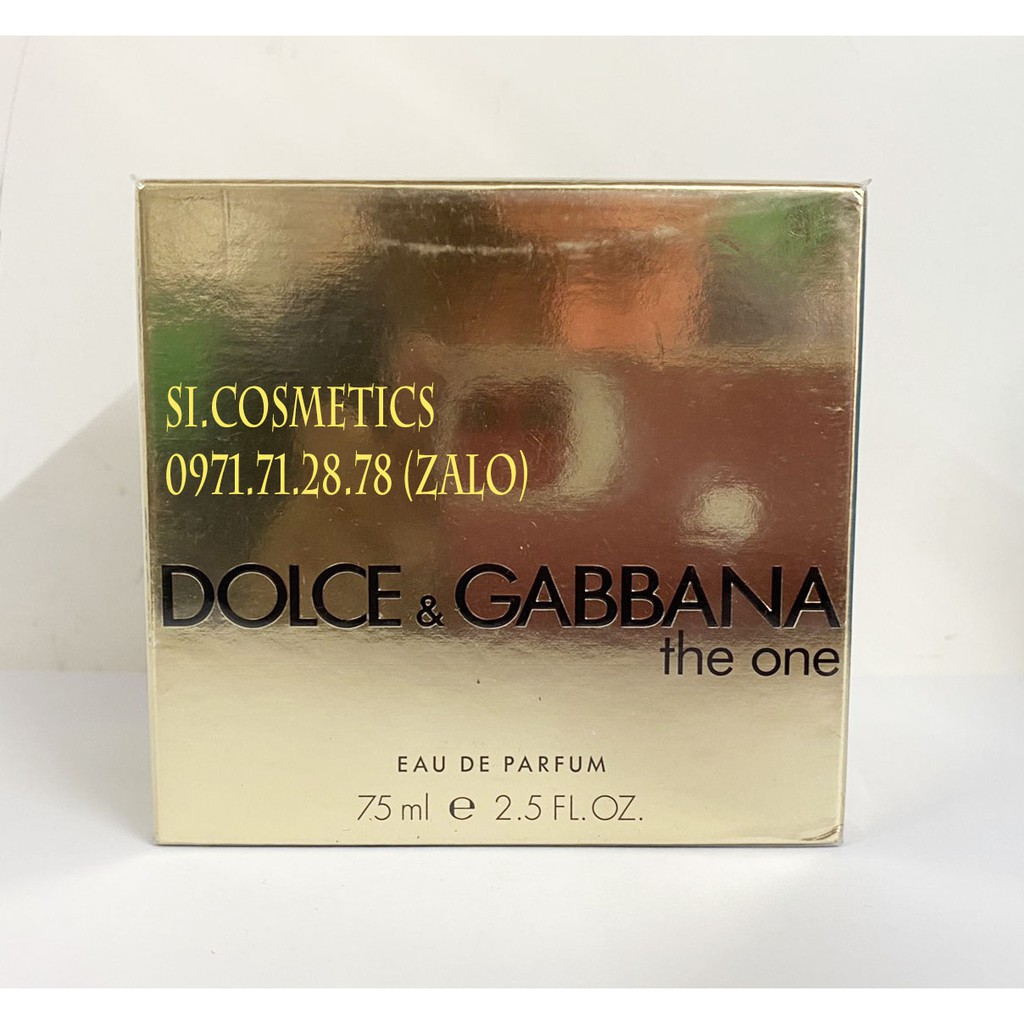 SI.COSMETICS
0971.71.28.78 (ZALO)
DOLCE & GABBANA
the one
EAU DE PARFUM
75 ml e 2.5 FL.OZ.